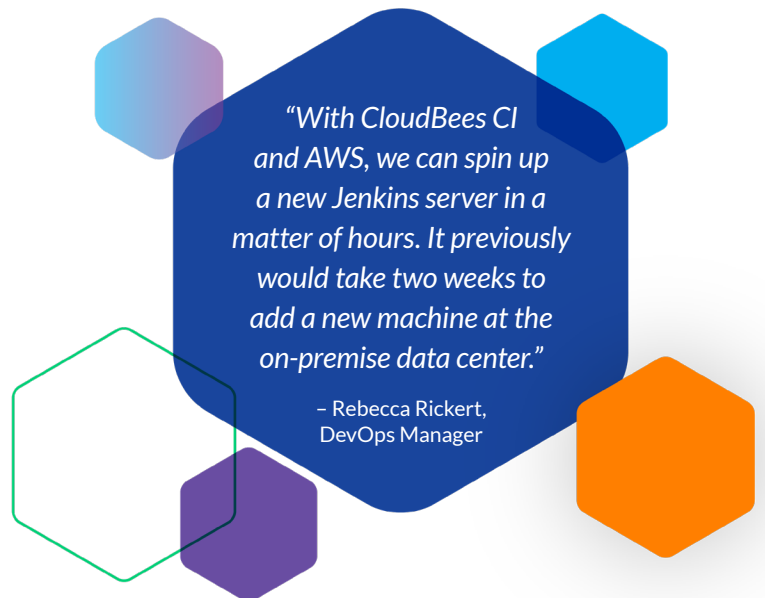 “With CloudBees CI
and AWS, we can spin up
a new Jenkins server in a
matter of hours. It previously
would take two weeks to
add a new machine at the
on-premise data center.”
– Rebecca Rickert,
DevOps Manager